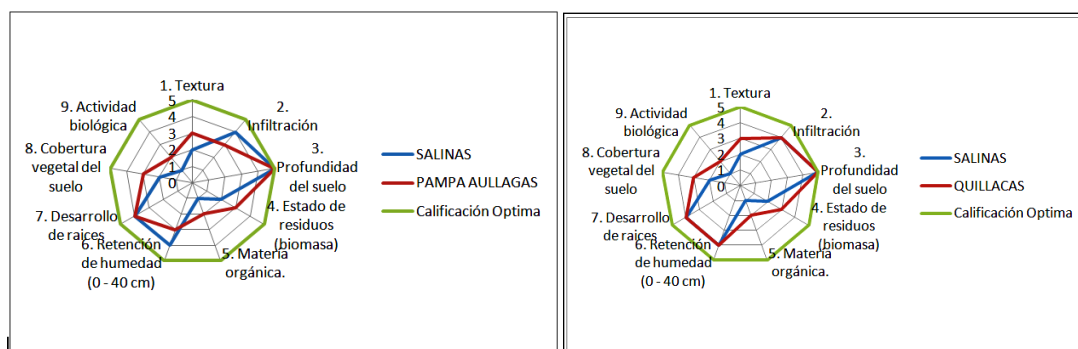 1. Textura
5
4
3
2
1
0
2.
Infiltración
3.
Profundidad
del suelo
4. Estado de
residuos
(biomasa)
5. Materia
orgánica.
6. Retención
de humedad
(0 - 40 cm)
7. Desarrollo
de raices
8. Cobertura
vegetal del
suelo
9. Actividad
biológica
SALINAS
PAMPA AULLAGAS
Calificación Optima
1. Textura
5
4
3
2
1
0
2.
Infiltración
3.
Profundidad
del suelo
4. Estado de
residuos
(biomasa)
5. Materia
orgánica.
6. Retención
de humedad
(0 - 40 cm)
7. Desarrollo
de raices
8. Cobertura
vegetal del
suelo
9. Actividad
biológica
SALINAS
QUILLACAS
Calificación Optima